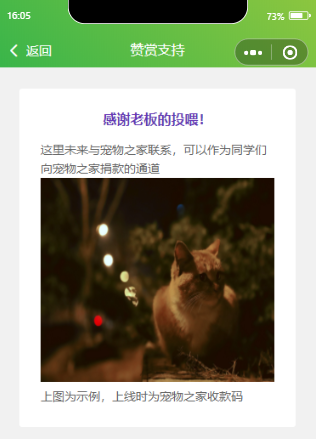 16:05
73%
返回
赞赏支持
感谢老板的投喂！
这里未来与宠物之家联系，可以作为同学们
向宠物之家捐款的通道
上图为示例，上线时为宠物之家收款码